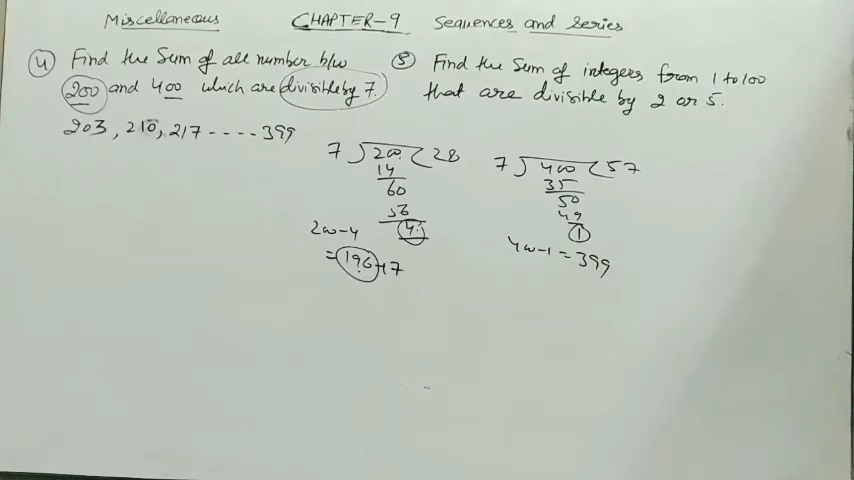 Miscellaneous CHAPTER-9 Sequences and Series
(4) Find the Sum of all number b/w
200 and 400 which are divisible by 7.
203, 210, 217 ---- 399
(5) Find the Sum of integers from 1 to 100
that are divisible by 2 or 5.
7 ) 200 ( 28
14
60
56
4
200-4
= 196+7
7 ) 400 ( 57
35
50
49
1
400-1 = 399